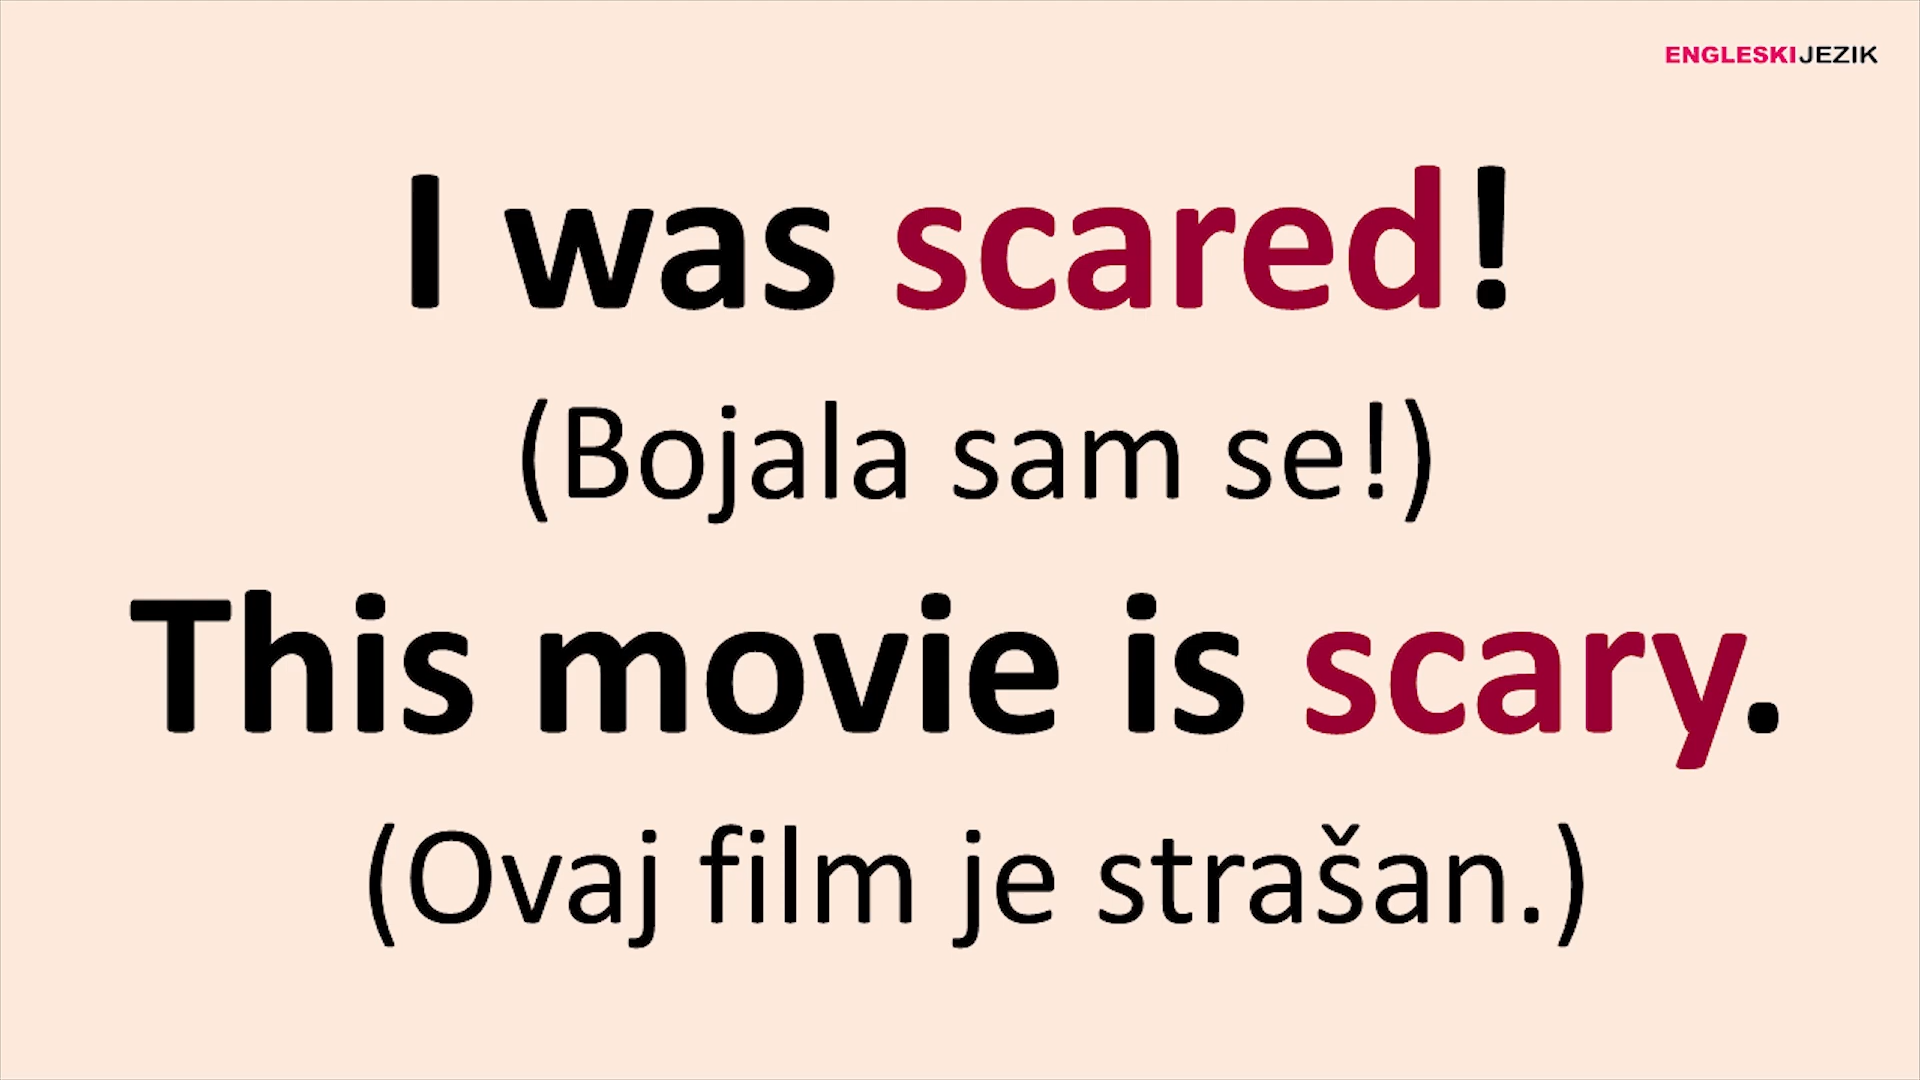 ENGLESKIJEZIK
I was scared!
(Bojala sam se!)
This movie is scary.
(Ovaj film je strašan.)